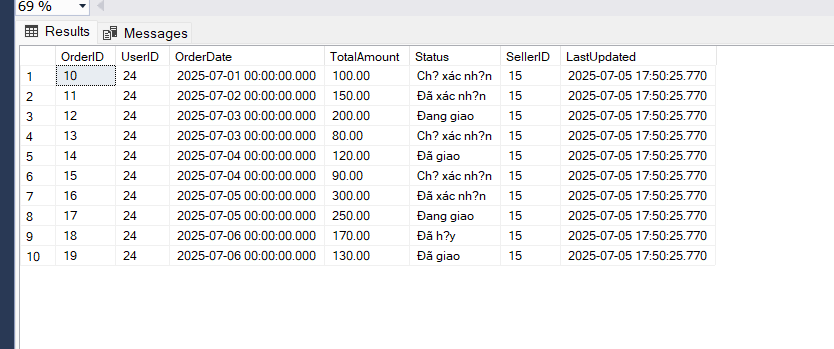 69 %
Results Messages
OrderID UserID OrderDate TotalAmount Status SellerID LastUpdated
1 10 24 2025-07-01 00:00:00.000 100.00 Ch? xác nh?n 15 2025-07-05 17:50:25.770
2 11 24 2025-07-02 00:00:00.000 150.00 Đã xác nh?n 15 2025-07-05 17:50:25.770
3 12 24 2025-07-03 00:00:00.000 200.00 Đang giao 15 2025-07-05 17:50:25.770
4 13 24 2025-07-03 00:00:00.000 80.00 Ch? xác nh?n 15 2025-07-05 17:50:25.770
5 14 24 2025-07-04 00:00:00.000 120.00 Đã giao 15 2025-07-05 17:50:25.770
6 15 24 2025-07-04 00:00:00.000 90.00 Ch? xác nh?n 15 2025-07-05 17:50:25.770
7 16 24 2025-07-05 00:00:00.000 300.00 Đã xác nh?n 15 2025-07-05 17:50:25.770
8 17 24 2025-07-05 00:00:00.000 250.00 Đang giao 15 2025-07-05 17:50:25.770
9 18 24 2025-07-06 00:00:00.000 170.00 Đã h?y 15 2025-07-05 17:50:25.770
10 19 24 2025-07-06 00:00:00.000 130.00 Đã giao 15 2025-07-05 17:50:25.770